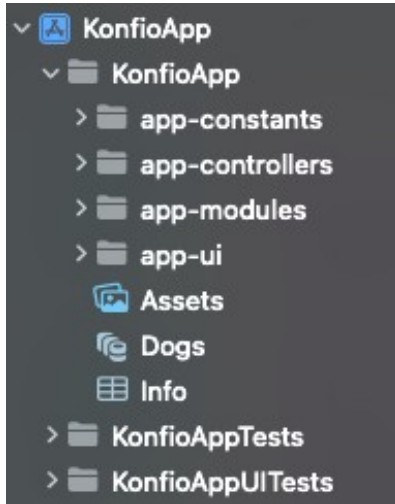 KonfioApp
KonfioApp
app-constants
app-controllers
app-modules
app-ui
Assets
Dogs
Info
KonfioAppTests
KonfioAppUITests